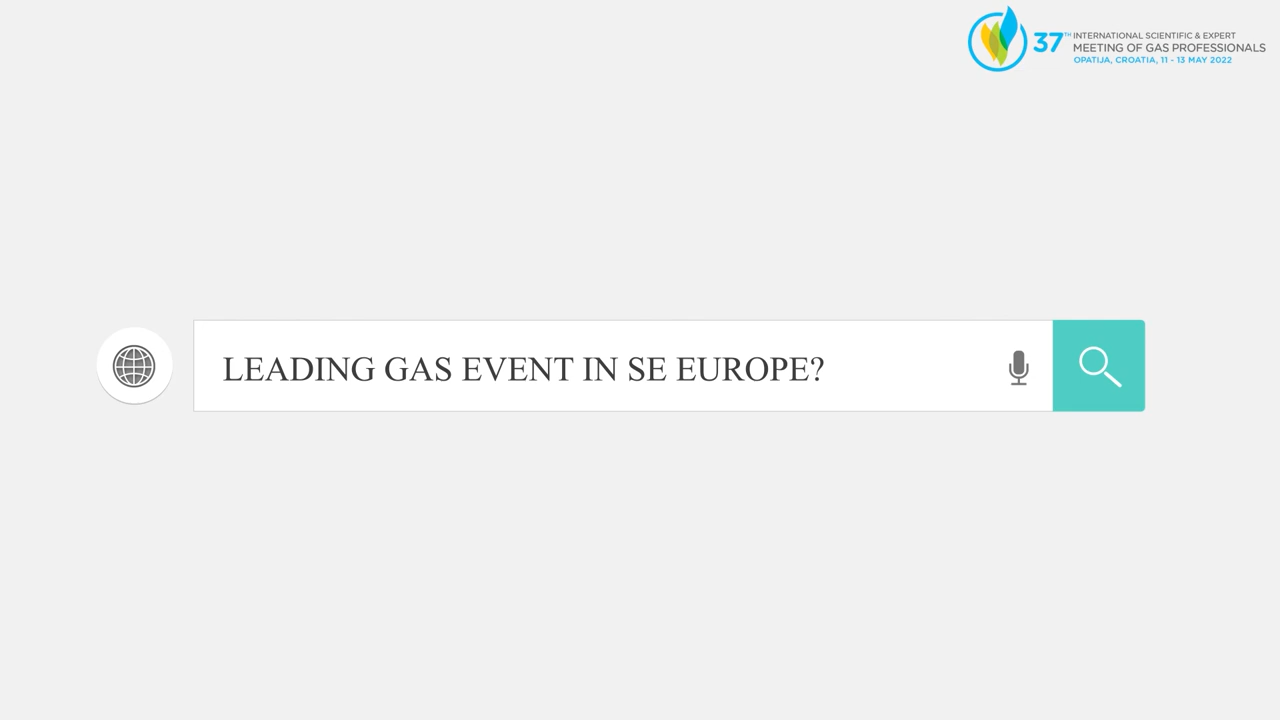 37TH INTERNATIONAL SCIENTIFIC & EXPERT
MEETING OF GAS PROFESSIONALS
OPATIJA, CROATIA, 11 - 13 MAY 2022
LEADING GAS EVENT IN SE EUROPE?